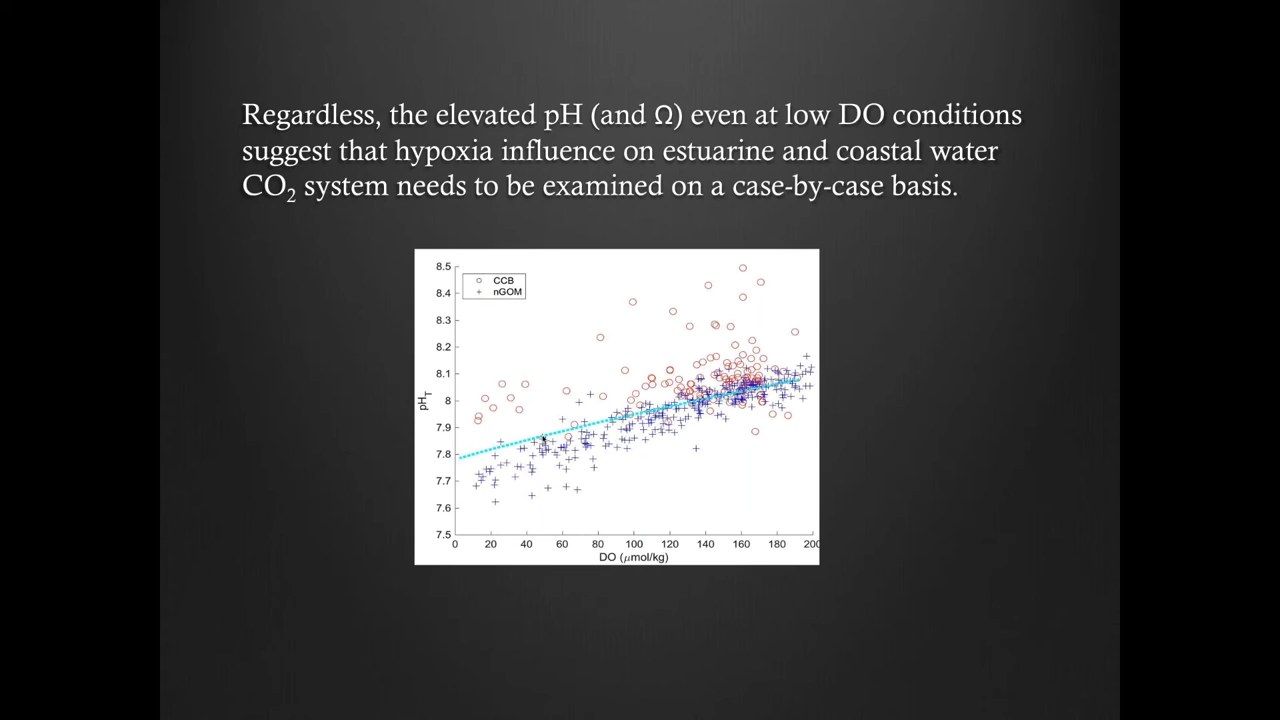 Regardless, the elevated pH (and Ω) even at low DO conditions
suggest that hypoxia influence on estuarine and coastal water
CO₂ system needs to be examined on a case-by-case basis.
CCB
nGOM
8.5
8.4
8.3
8.2
8.1
8
7.9
7.8
7.7
7.6
7.5
pH_T
0 20 40 60 80 100 120 140 160 180 200
DO (μmol/kg)